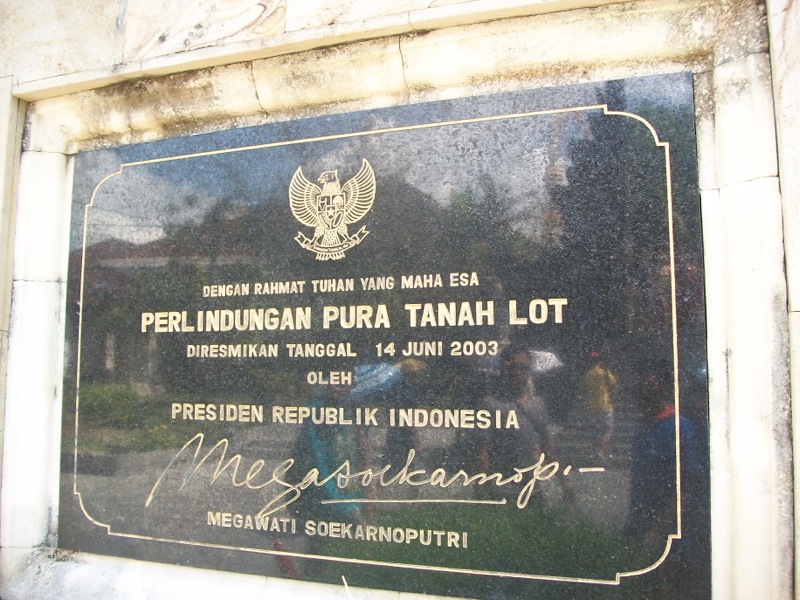 DENGAN RAHMAT TUHAN YANG MAHA ESA
PERLINDUNGAN PURA TANAH LOT
DIRESMIKAN TANGGAL 14 JUNI 2003
OLEH
PRESIDEN REPUBLIK INDONESIA
Megasoekarnop
MEGAWATI SOEKARNOPUTRI